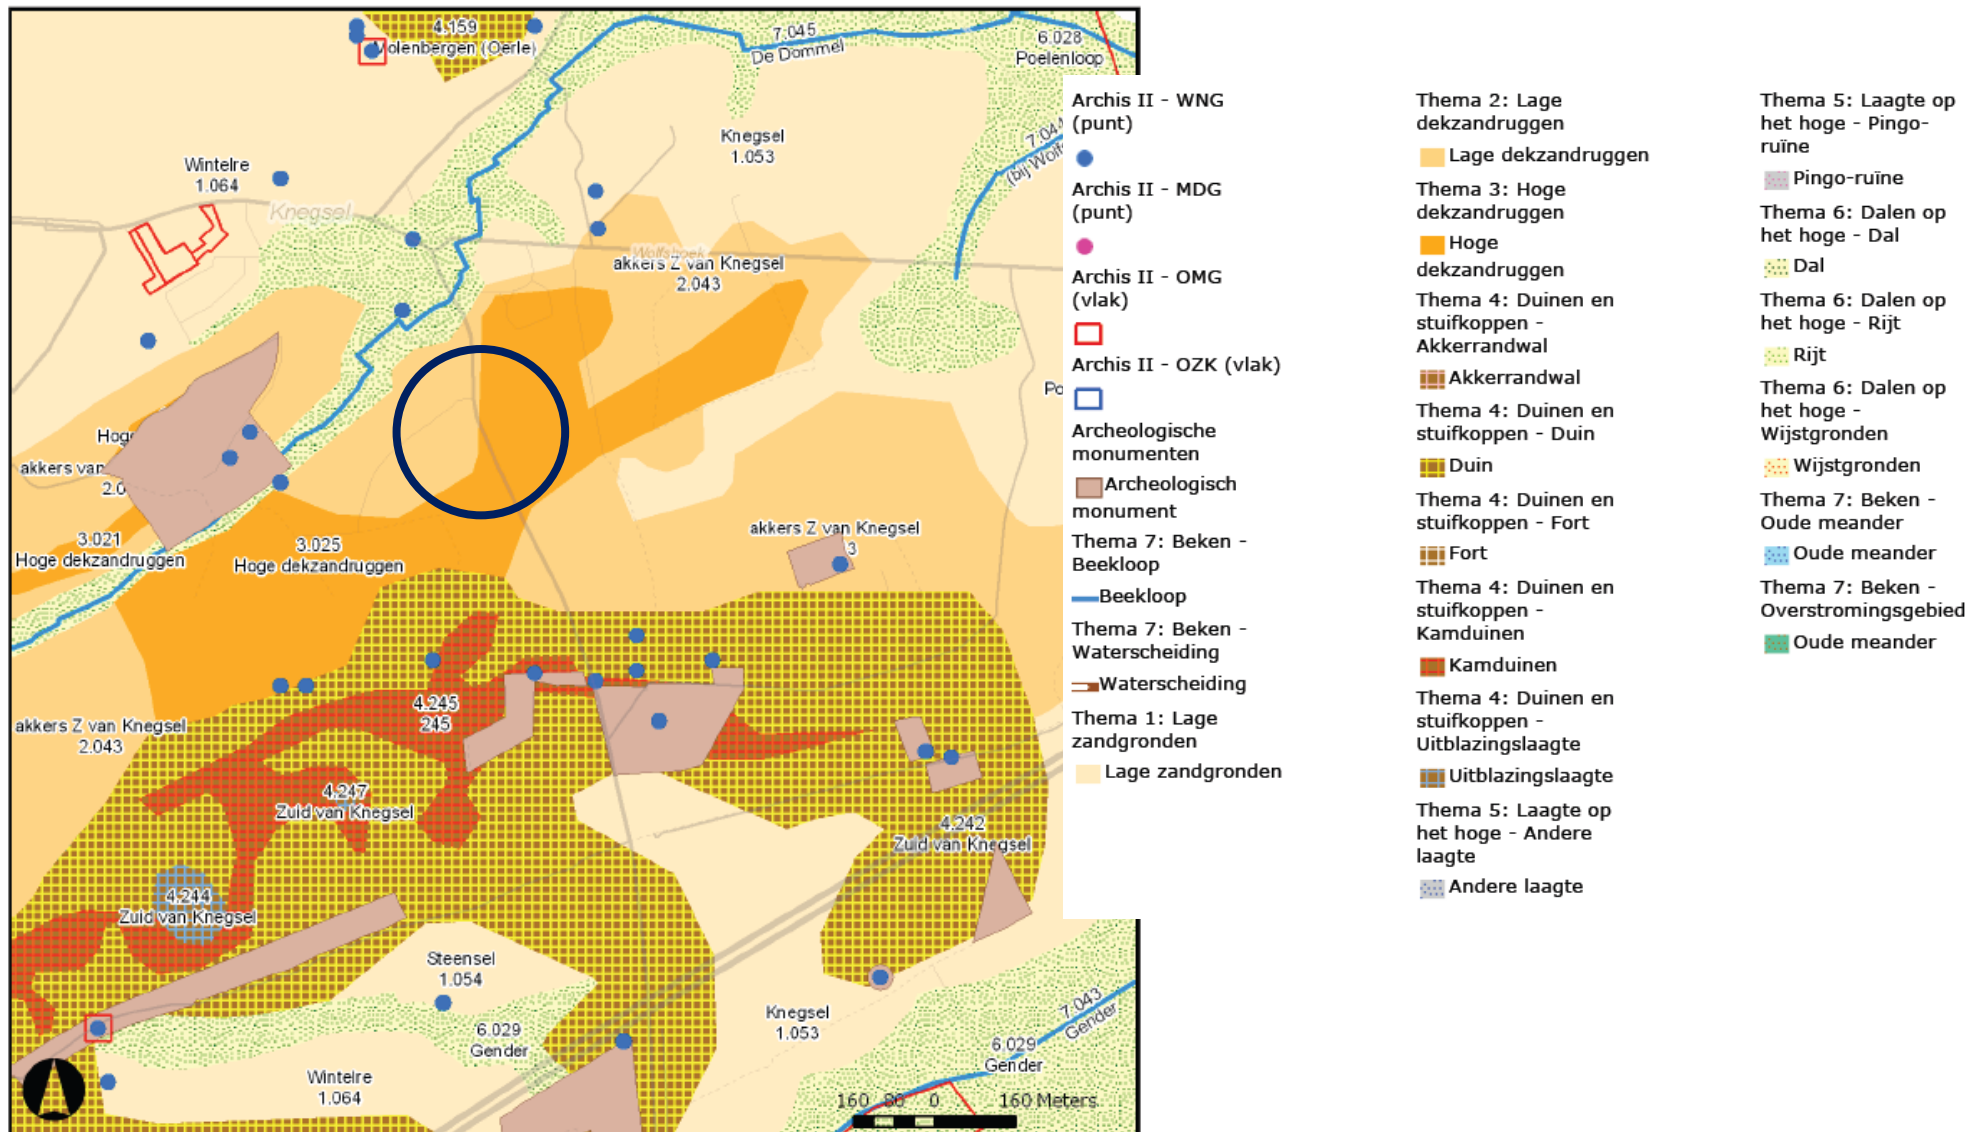 4.159
Molenbergen (Oerle)
7.045
De Dommel
6.028
Poelenloop
Knegsel
1.053
7.044
(bij Wolfs
Wintelre
1.064
Knegsel
Wolfshoek
akkers Z van Knegsel
2.043
Po
Hoge
akkers van
2.0
3.021
Hoge dekzandruggen
3.025
Hoge dekzandruggen
akkers Z van Knegsel
3
akkers Z van Knegsel
2.043
4.245
245
4.247
Zuid van Knegsel
4.242
Zuid van Knegsel
4.244
Zuid van Knegsel
Steensel
1.054
6.029
Gender
Knegsel
1.053
7.043
Gender
6.029
Gender
Wintelre
1.064
160 80 0 160 Meters
Archis II - WNG
(punt)
Archis II - MDG
(punt)
Archis II - OMG
(vlak)
Archis II - OZK (vlak)
Archeologische
monumenten
Archeologisch
monument
Thema 7: Beken -
Beekloop
Beekloop
Thema 7: Beken -
Waterscheiding
Waterscheiding
Thema 1: Lage
zandgronden
Lage zandgronden
Thema 2: Lage
dekzandruggen
Lage dekzandruggen
Thema 3: Hoge
dekzandruggen
Hoge
dekzandruggen
Thema 4: Duinen en
stuifkoppen -
Akkerrandwal
Akkerrandwal
Thema 4: Duinen en
stuifkoppen - Duin
Duin
Thema 4: Duinen en
stuifkoppen - Fort
Fort
Thema 4: Duinen en
stuifkoppen -
Kamduinen
Kamduinen
Thema 4: Duinen en
stuifkoppen -
Uitblazingslaagte
Uitblazingslaagte
Thema 5: Laagte op
het hoge - Andere
laagte
Andere laagte
Thema 5: Laagte op
het hoge - Pingo-
ruïne
Pingo-ruïne
Thema 6: Dalen op
het hoge - Dal
Dal
Thema 6: Dalen op
het hoge - Rijt
Rijt
Thema 6: Dalen op
het hoge -
Wijstgronden
Wijstgronden
Thema 7: Beken -
Oude meander
Oude meander
Thema 7: Beken -
Overstromingsgebied
Oude meander